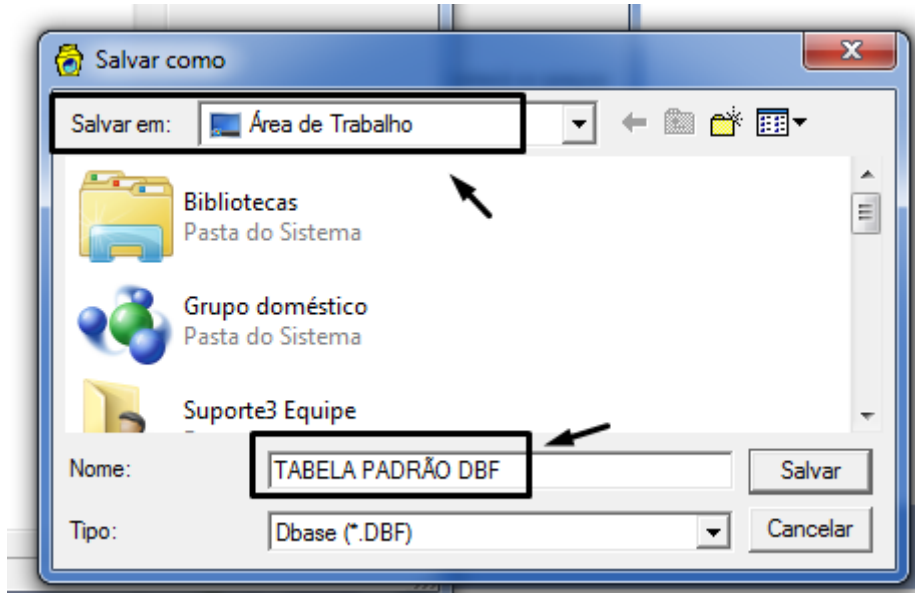 Salvar como
Salvar em: Área de Trabalho
Bibliotecas
Pasta do Sistema
Grupo doméstico
Pasta do Sistema
Suporte3 Equipe
Nome: TABELA PADRÃO DBF Salvar
Tipo: Dbase (*.DBF) Cancelar